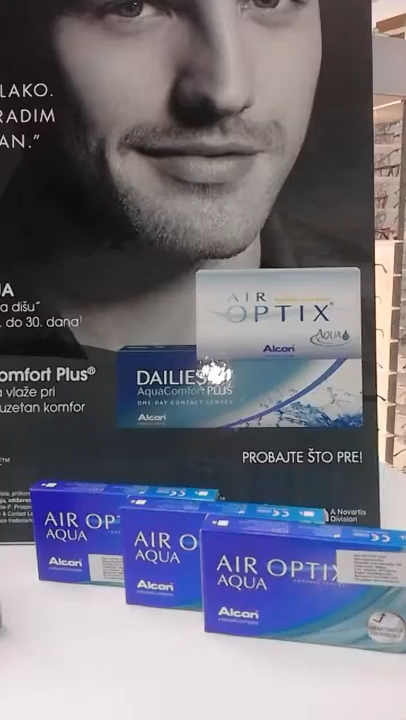 LAKO.
RADIM
AN."
JA
a dišu"
. do 30. dana!
AIR
OPTIX®
AQUA
Alcon
omfort Plus®
vlaže pri
uzetan komfor
DAILIES
AquaComfort PLUS
ONE DAY CONTACT LENSES
Alcon
PROBAJTE ŠTO PRE!
A Novartis
Division
AIR OP
AQUA
Alcon
AIR O
AQUA
Alcon
AIR OPTIX
AQUA
Alcon